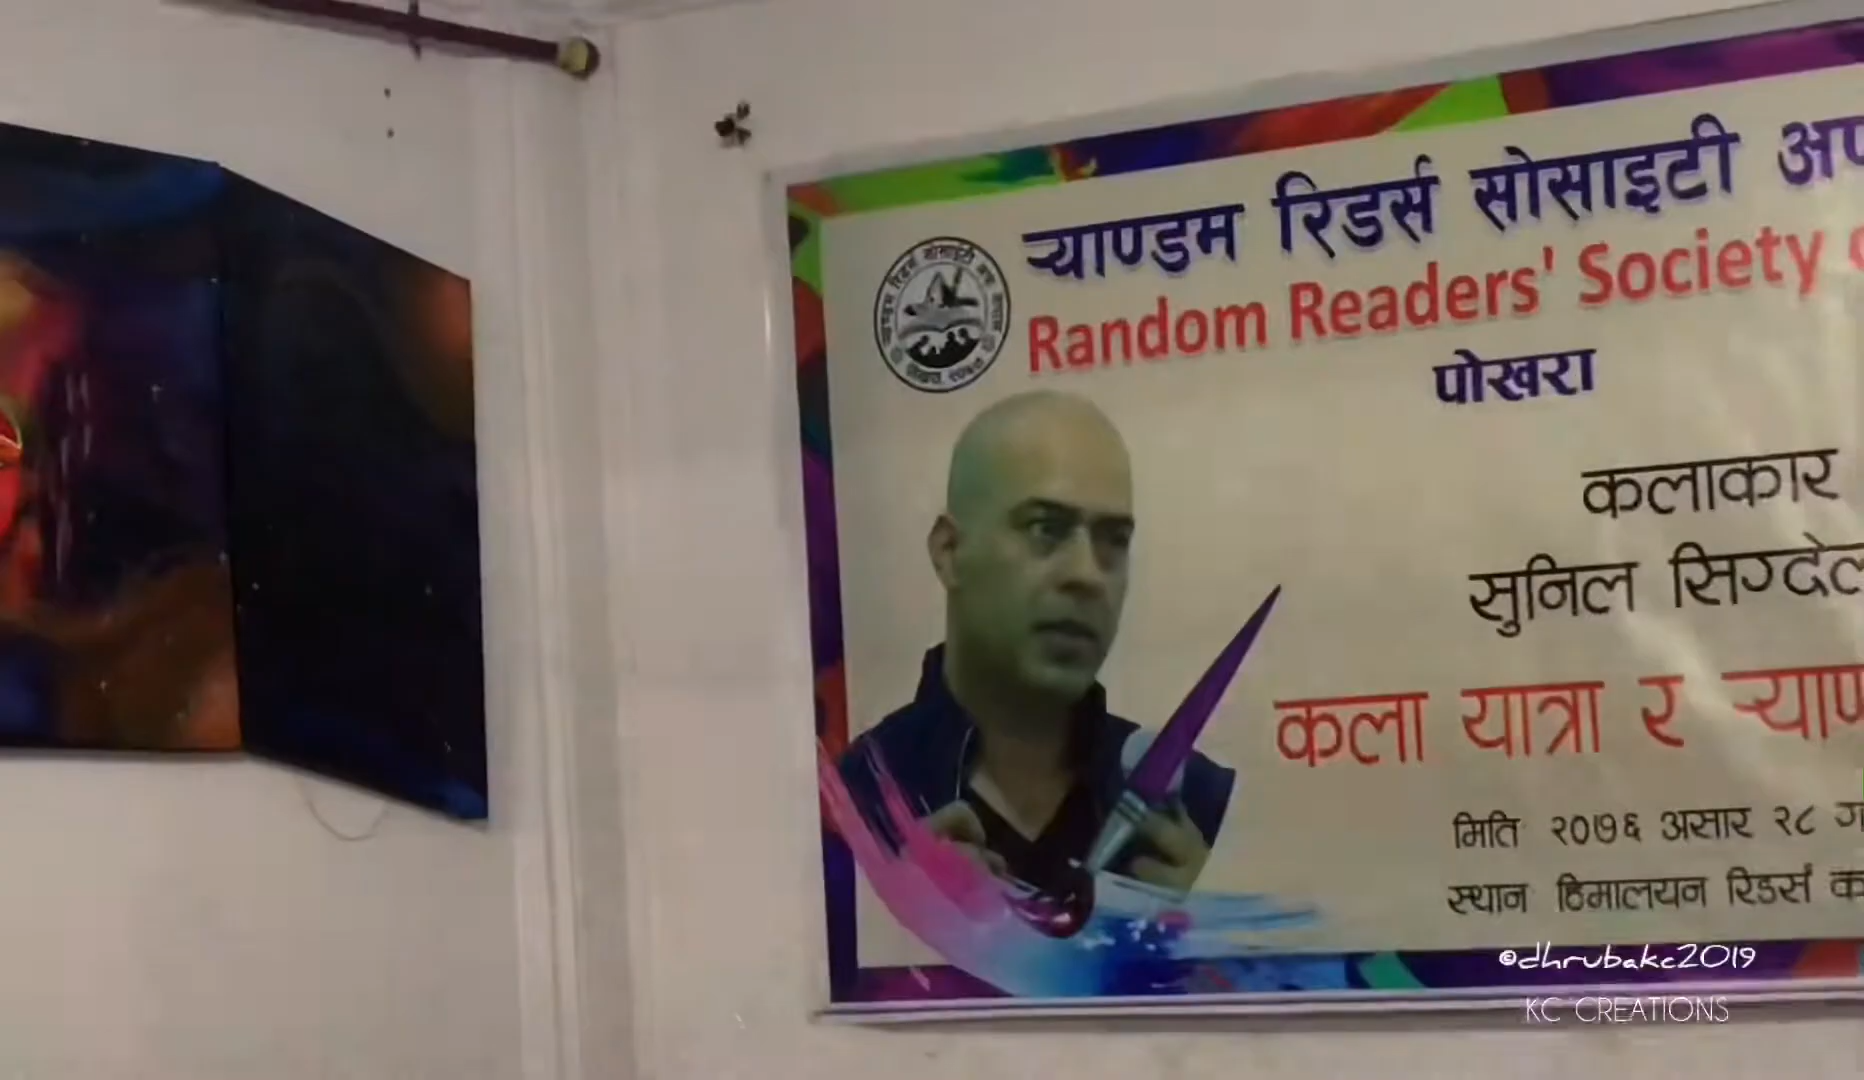 ऱ्याण्डम रिडर्स सोसाइटी
Random Readers' Society
पोखरा
कलाकार
सुनिल सिग्देल
कला यात्रा र
मिति २०७६ असार २८
स्थान हिमालयन रिडर्स
©dhrubakc2019
KC CREATIONS